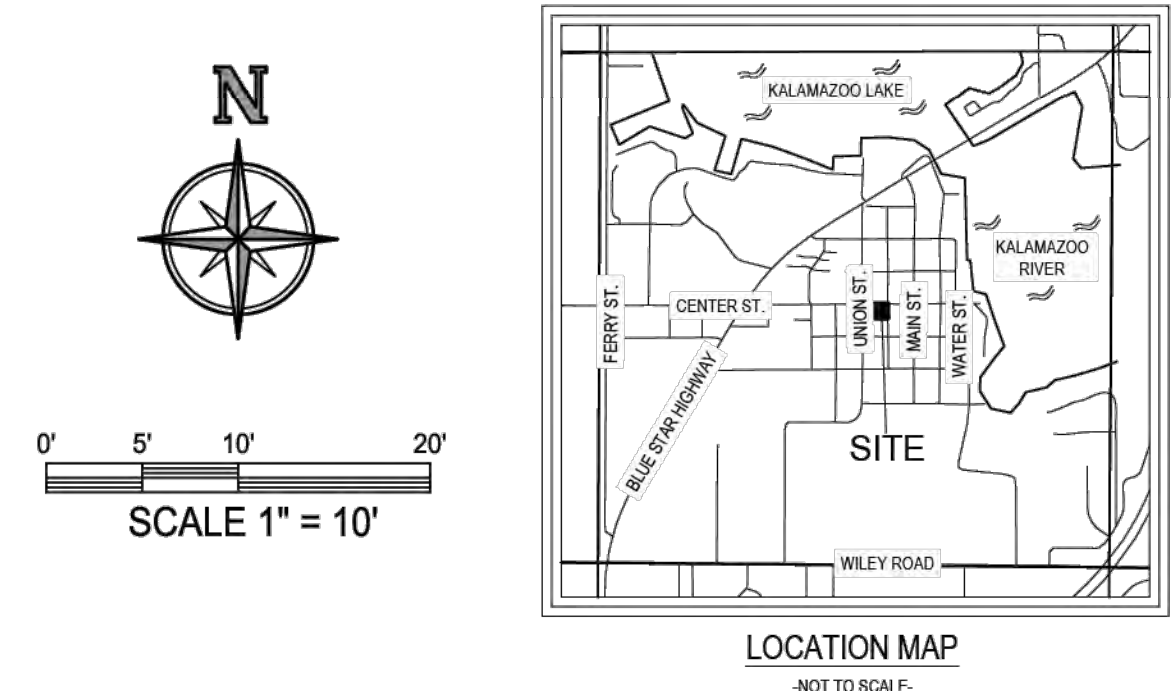 N
0' 5' 10' 20'
SCALE 1" = 10'
KALAMAZOO LAKE
KALAMAZOO
RIVER
FERRY ST.
CENTER ST.
UNION ST.
MAIN ST.
WATER ST.
BLUE STAR HIGHWAY
SITE
WILEY ROAD
LOCATION MAP
-NOT TO SCALE-